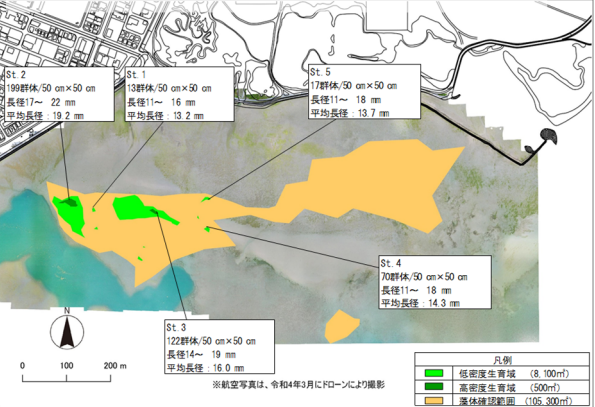 St. 2
199群体/50 cm×50 cm
長径17～ 22 mm
平均長径：19.2 mm
St. 1
13群体/50 cm×50 cm
長径11～ 16 mm
平均長径：13.2 mm
St. 5
17群体/50 cm×50 cm
長径11～ 18 mm
平均長径：13.7 mm
St. 4
70群体/50 cm×50 cm
長径11～ 18 mm
平均長径：14.3 mm
St. 3
122群体/50 cm×50 cm
長径14～ 19 mm
平均長径：16.0 mm
N
0 100 200 m
※航空写真は、令和4年3月にドローンにより撮影
凡例
低密度生育域 (8,100㎡)
高密度生育域 (500㎡)
藻体確認範囲 (105,300㎡)